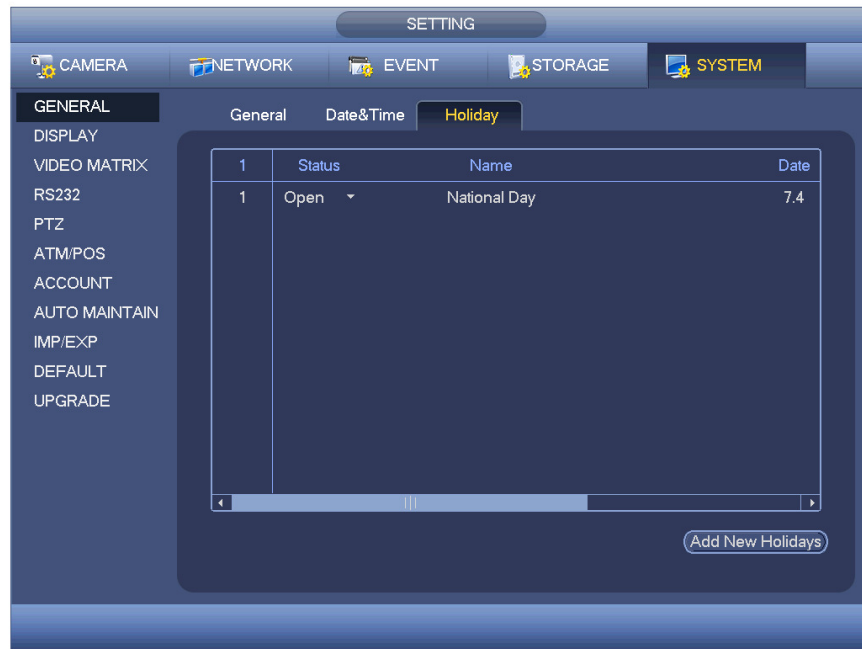 SETTING
CAMERA NETWORK EVENT STORAGE SYSTEM
GENERAL
DISPLAY
VIDEO MATRIX
RS232
PTZ
ATM/POS
ACCOUNT
AUTO MAINTAIN
IMP/EXP
DEFAULT
UPGRADE
General Date&Time Holiday
1 Status Name Date
1 Open National Day 7.4
Add New Holidays